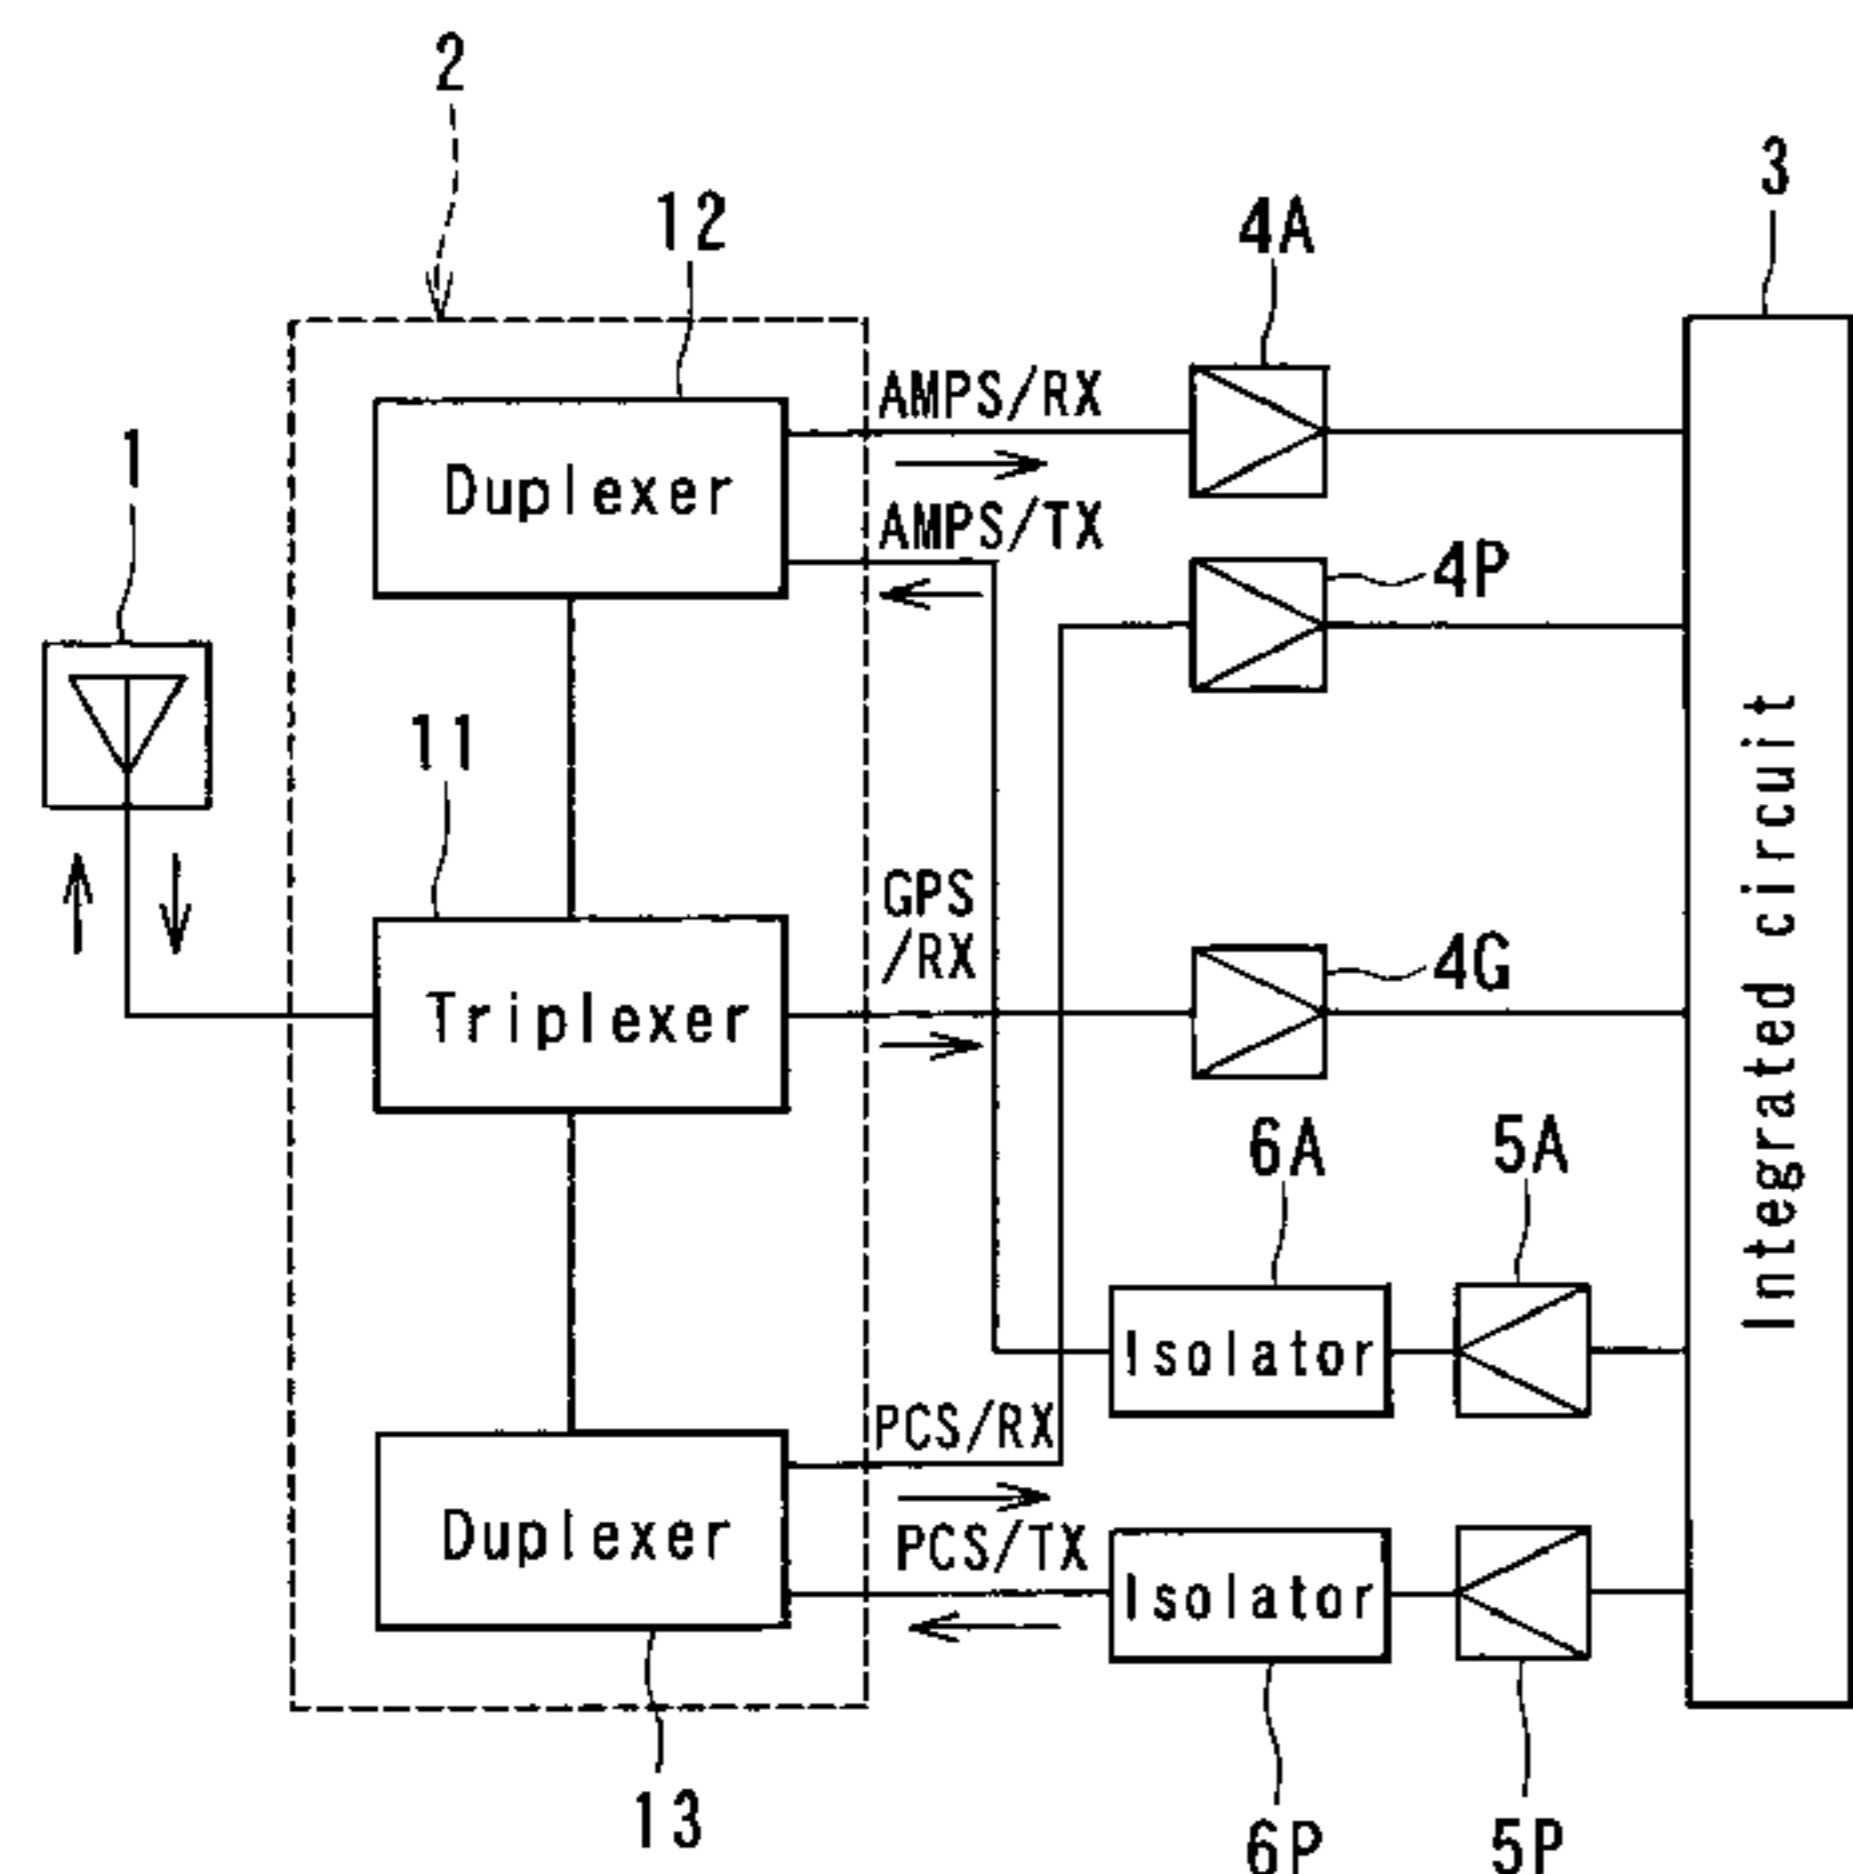 2
3
12
4A
AMPS/RX
Duplexer
1
AMPS/TX
4P
11
GPS
/RX
4G
Triplexer
Integrated circuit
6A
5A
Isolator
PCS/RX
Duplexer
PCS/TX
Isolator
13
6P
5P